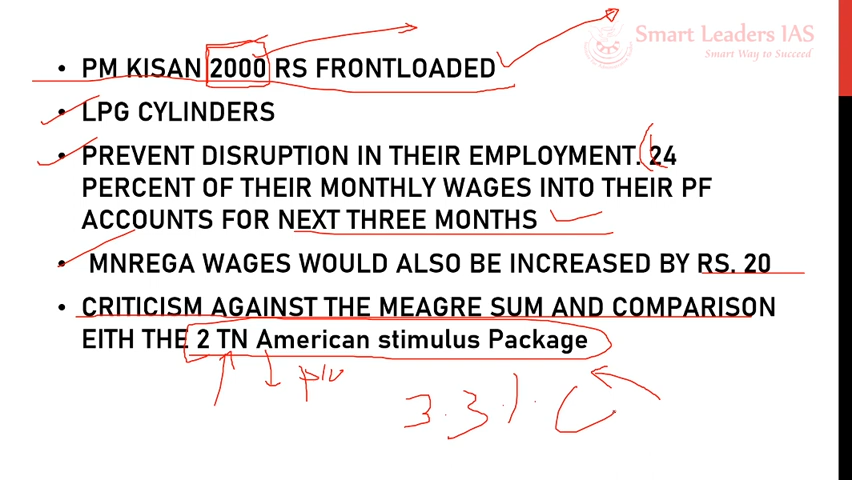 Smart Leaders IAS
Smart Way to Succeed
• PM KISAN 2000 RS FRONTLOADED
• LPG CYLINDERS
• PREVENT DISRUPTION IN THEIR EMPLOYMENT. 24
PERCENT OF THEIR MONTHLY WAGES INTO THEIR PF
ACCOUNTS FOR NEXT THREE MONTHS
• MNREGA WAGES WOULD ALSO BE INCREASED BY RS. 20
• CRITICISM AGAINST THE MEAGRE SUM AND COMPARISON
EITH THE 2 TN American stimulus Package